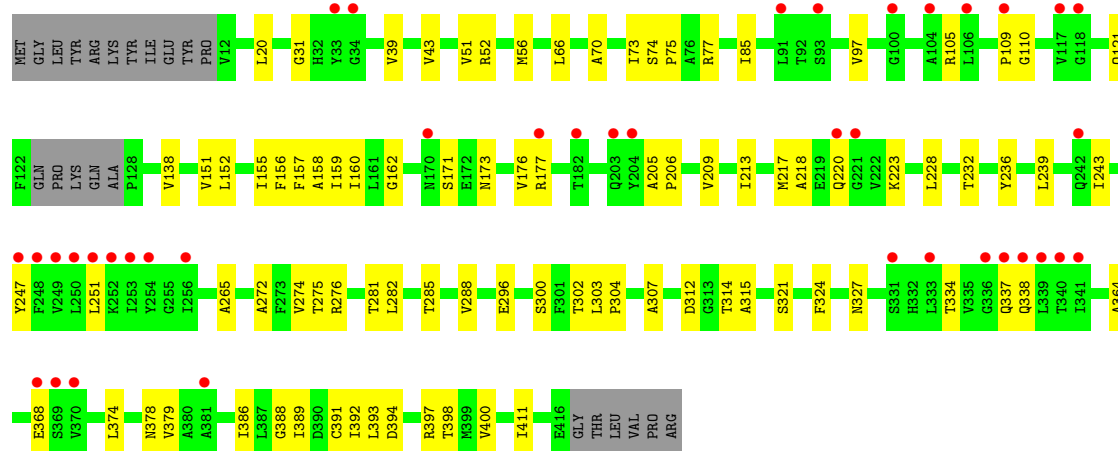 MET GLY LEU TYR ARG LYS TYR ILE GLU TYR PRO V12 L20 G31 H32 Y33 G34 V39 V43 V51 R52 M56 L66 A70 I73 S74 P75 A76 R77 I85 L91 T92 S93 V97 G100 A104 R105 L106 P109 G110 V117 G118 Q121
F122 GLN PRO LYS GLN ALA P128 V138 V151 L152 I155 F156 F157 A158 I159 I160 L161 G162 N170 S171 E172 N173 V176 R177 T182 Q203 Y204 A205 P206 V209 I213 M217 A218 E219 Q220 G221 V222 K223 L228 T232 Y236 L239 Q242 I243
Y247 F248 V249 L250 L251 K252 I253 Y254 G255 I256 A265 A272 F273 V274 T275 R276 T281 L282 T285 V288 E296 S300 F301 T302 L303 P304 A307 D312 G313 T314 A315 S321 F324 N327 S331 H332 L333 T334 V335 G336 Q337 Q338 L339 T340 I341 A364
E368 S369 V370 L374 N378 V379 A380 A381 I386 L387 G388 I389 D390 C391 I392 L393 D394 R397 T398 M399 V400 I411 E416 GLY THR LEU VAL PRO ARG